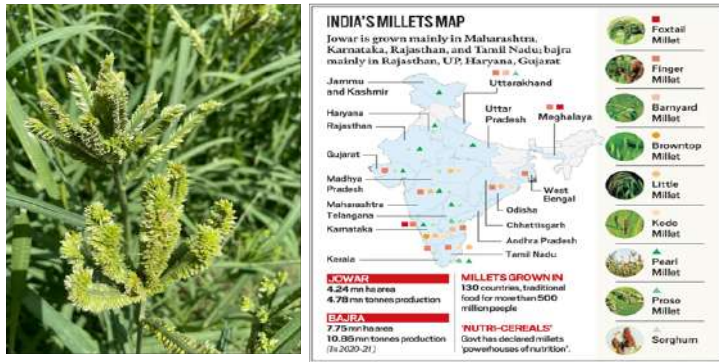 INDIA'S MILLETS MAP
Jowar is grown mainly in Maharashtra,
Karnataka, Rajasthan, and Tamil Nadu; bajra
mainly in Rajasthan, UP, Haryana, Gujarat
Jammu
and Kashmir
Uttarakhand
Haryana
Rajasthan
Uttar
Pradesh
Meghalaya
Gujarat
Madhya
Pradesh
West
Bengal
Maharashtra
Odisha
Telangana
Chhattisgarh
Karnataka
Andhra Pradesh
Tamil Nadu
Kerala
JOWAR
4.24 mn ha area
4.78 mn tonnes production
BAJRA
7.75 mn ha area
10.86 mn tonnes production
(In 2020-21)
MILLETS GROWN IN
130 countries, traditional
food for more than 500
million people
'NUTRI-CEREALS'
Govt has declared millets
'powerhouses of nutrition'.
Foxtail
Millet
Finger
Millet
Barnyard
Millet
Browntop
Millet
Little
Millet
Kodo
Millet
Pearl
Millet
Proso
Millet
Sorghum